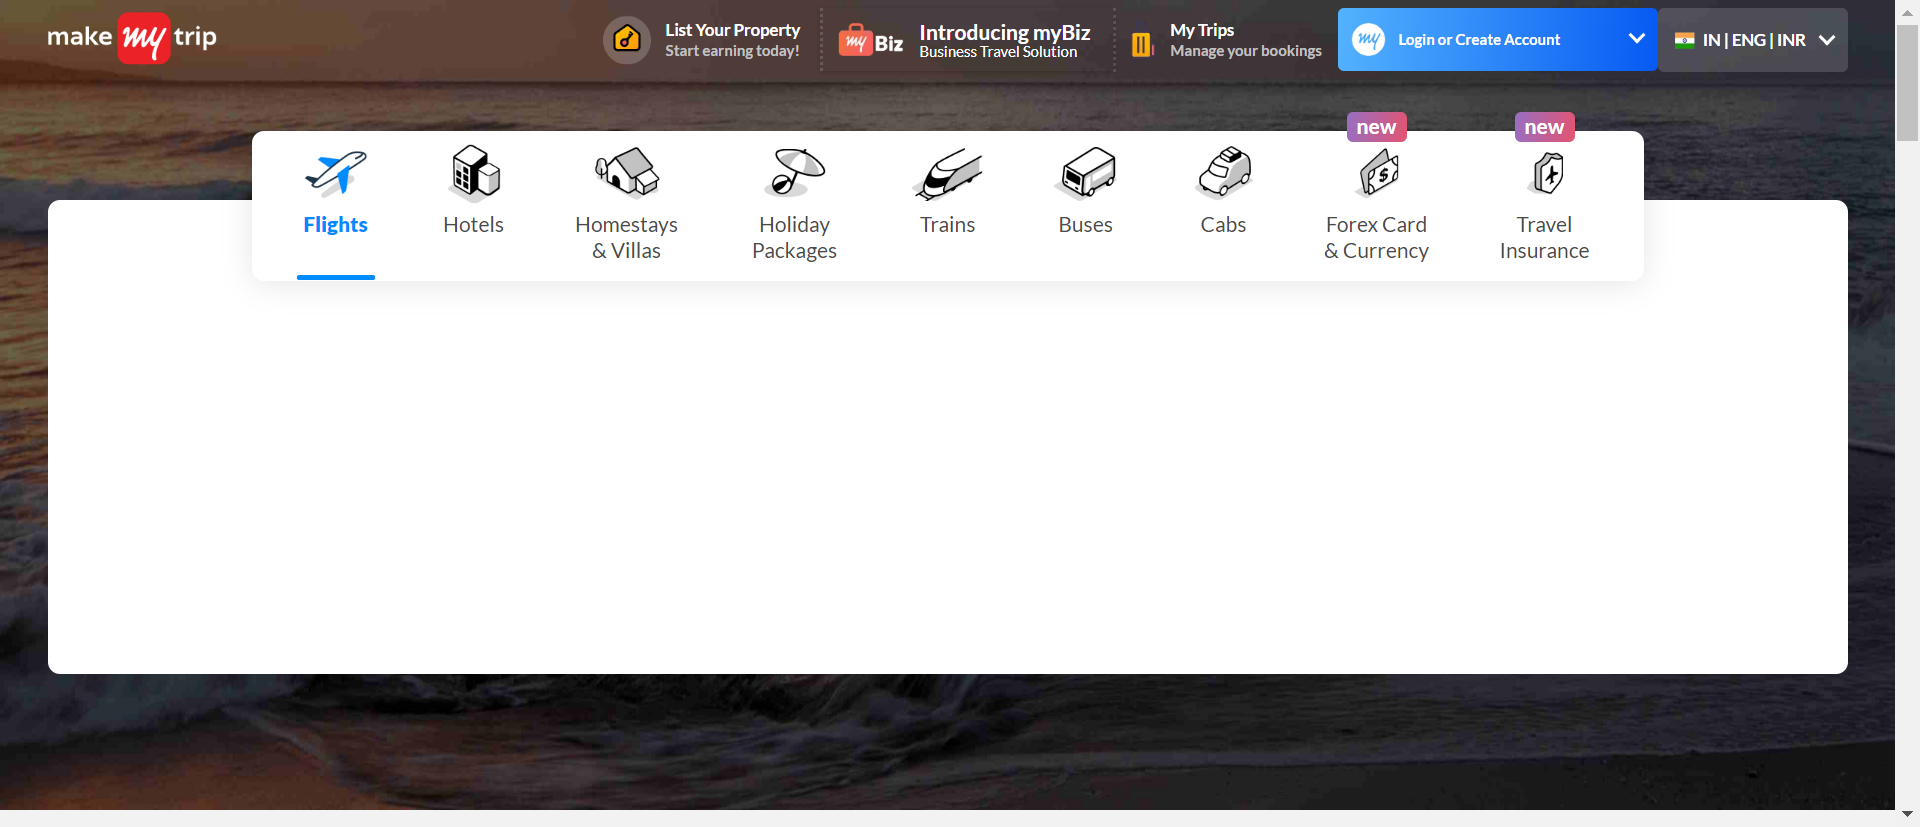 make my trip
List Your Property
Start earning today!
my Biz
Introducing myBiz
Business Travel Solution
My Trips
Manage your bookings
my
Login or Create Account
IN | ENG | INR
new
new
Flights
Hotels
Homestays
& Villas
Holiday
Packages
Trains
Buses
Cabs
Forex Card
& Currency
Travel
Insurance